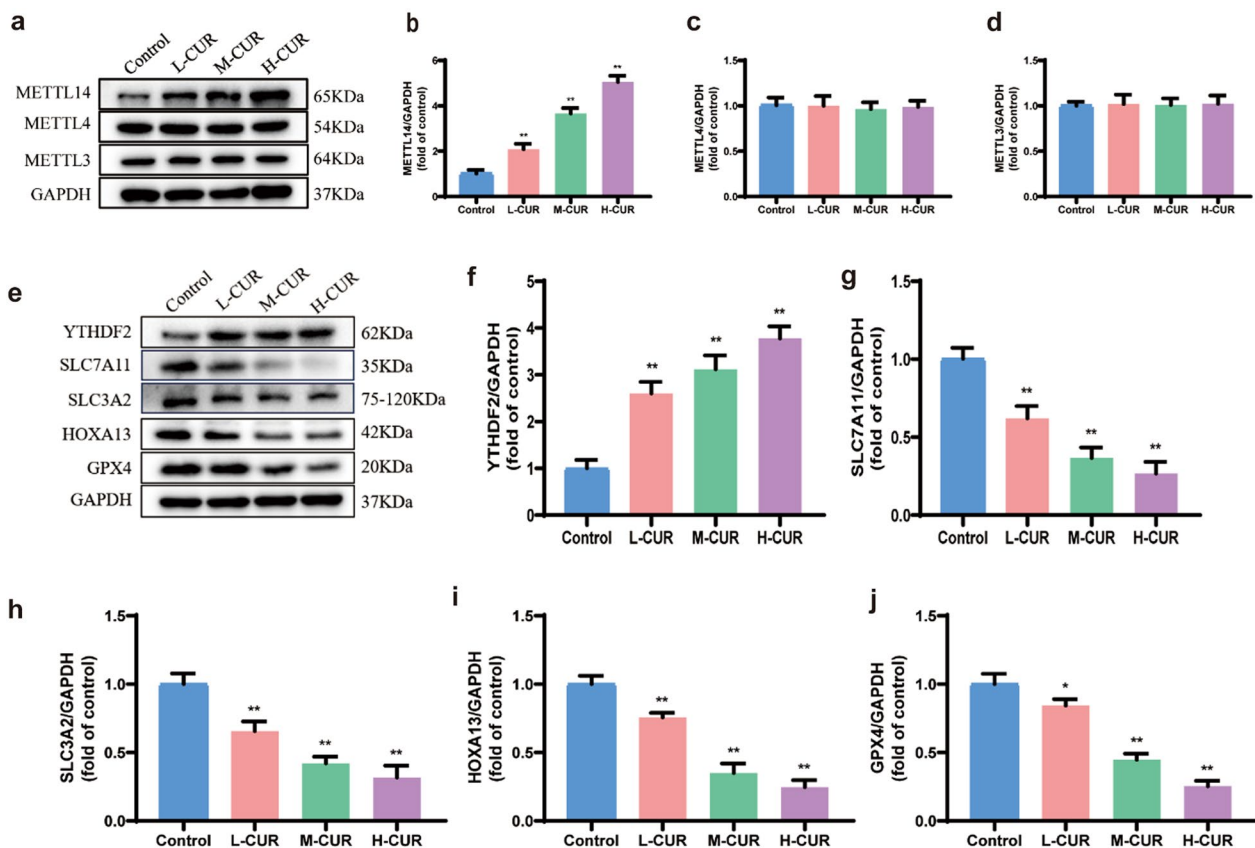 a
Control L-CUR M-CUR H-CUR
METTL14 65KDa
METTL4 54KDa
METTL3 64KDa
GAPDH 37KDa
b
METTL14/GAPDH
(fold of control)
6
4
2
0
** ** **
Control L-CUR M-CUR H-CUR
c
METTL4/GAPDH
(fold of control)
1.5
1.0
0.5
0.0
Control L-CUR M-CUR H-CUR
d
METTL3/GAPDH
(fold of control)
1.5
1.0
0.5
0.0
Control L-CUR M-CUR H-CUR
e
Control L-CUR M-CUR H-CUR
YTHDF2 62KDa
SLC7A11 35KDa
SLC3A2 75-120KDa
HOXA13 42KDa
GPX4 20KDa
GAPDH 37KDa
f
YTHDF2/GAPDH
(fold of control)
5
4
3
2
1
0
** ** **
Control L-CUR M-CUR H-CUR
g
SLC7A11/GAPDH
(fold of control)
1.5
1.0
0.5
0.0
** ** **
Control L-CUR M-CUR H-CUR
h
SLC3A2/GAPDH
(fold of control)
1.5
1.0
0.5
0.0
** ** **
Control L-CUR M-CUR H-CUR
i
HOXA13/GAPDH
(fold of control)
1.5
1.0
0.5
0.0
** ** **
Control L-CUR M-CUR H-CUR
j
GPX4/GAPDH
(fold of control)
1.5
1.0
0.5
0.0
* ** **
Control L-CUR M-CUR H-CUR